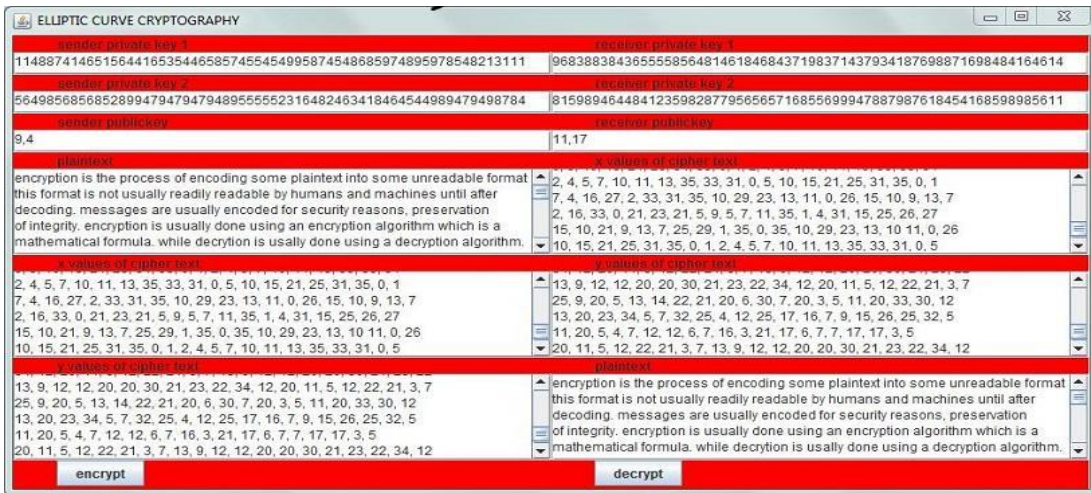 ELLIPTIC CURVE CRYPTOGRAPHY
sender private key 1
receiver private key 1
11488741465156441653544658574554549958745486859748959785482131​11
968388384365555585648146184684371983714379341876988716984841646​14
sender private key 2
receiver private key 2
564985685685289947947947948955555231648246341846454498947949878​4
8159894644841235982877956565716855699947887987618454168598985611
sender publickey
receiver publickey
9,4
11,17
plaintext
encryption is the process of encoding some plaintext into some unreadable format
this format is not usually readily readable by humans and machines until after
decoding. messages are usually encoded for security reasons, preservation
of integrity. encryption is usually done using an encryption algorithm which is a
mathematical formula. while decrytion is usally done using a decryption algorithm.
x values of cipher text
2, 4, 5, 7, 10, 11, 13, 35, 33, 31, 0, 5, 10, 15, 21, 25, 31, 35, 0, 1
7, 4, 16, 27, 2, 33, 31, 35, 10, 29, 23, 13, 11, 0, 26, 15, 10, 9, 13, 7
2, 16, 33, 0, 21, 23, 21, 5, 9, 5, 7, 11, 35, 1, 4, 31, 15, 25, 26, 27
15, 10, 21, 9, 13, 7, 25, 29, 1, 35, 0, 35, 10, 29, 23, 13, 10 11, 0, 26
10, 15, 21, 25, 31, 35, 0, 1, 2, 4, 5, 7, 10, 11, 13, 35, 33, 31, 0, 5
x values of cipher text
2, 4, 5, 7, 10, 11, 13, 35, 33, 31, 0, 5, 10, 15, 21, 25, 31, 35, 0, 1
7, 4, 16, 27, 2, 33, 31, 35, 10, 29, 23, 13, 11, 0, 26, 15, 10, 9, 13, 7
2, 16, 33, 0, 21, 23, 21, 5, 9, 5, 7, 11, 35, 1, 4, 31, 15, 25, 26, 27
15, 10, 21, 9, 13, 7, 25, 29, 1, 35, 0, 35, 10, 29, 23, 13, 10 11, 0, 26
10, 15, 21, 25, 31, 35, 0, 1, 2, 4, 5, 7, 10, 11, 13, 35, 33, 31, 0, 5
y values of cipher text
13, 9, 12, 12, 20, 20, 30, 21, 23, 22, 34, 12, 20, 11, 5, 12, 22, 21, 3, 7
25, 9, 20, 5, 13, 14, 22, 21, 20, 6, 30, 7, 20, 3, 5, 11, 20, 33, 30, 12
13, 20, 23, 34, 5, 7, 32, 25, 4, 12, 25, 17, 16, 7, 9, 15, 26, 25, 32, 5
11, 20, 5, 4, 7, 12, 12, 6, 7, 16, 3, 21, 17, 6, 7, 7, 17, 17, 3, 5
20, 11, 5, 12, 22, 21, 3, 7, 13, 9, 12, 12, 20, 20, 30, 21, 23, 22, 34, 12
y values of cipher text
13, 9, 12, 12, 20, 20, 30, 21, 23, 22, 34, 12, 20, 11, 5, 12, 22, 21, 3, 7
25, 9, 20, 5, 13, 14, 22, 21, 20, 6, 30, 7, 20, 3, 5, 11, 20, 33, 30, 12
13, 20, 23, 34, 5, 7, 32, 25, 4, 12, 25, 17, 16, 7, 9, 15, 26, 25, 32, 5
11, 20, 5, 4, 7, 12, 12, 6, 7, 16, 3, 21, 17, 6, 7, 7, 17, 17, 3, 5
20, 11, 5, 12, 22, 21, 3, 7, 13, 9, 12, 12, 20, 20, 30, 21, 23, 22, 34, 12
plaintext
encryption is the process of encoding some plaintext into some unreadable format
this format is not usually readily readable by humans and machines until after
decoding. messages are usually encoded for security reasons, preservation
of integrity. encryption is usually done using an encryption algorithm which is a
mathematical formula. while decrytion is usally done using a decryption algorithm.
encrypt
decrypt